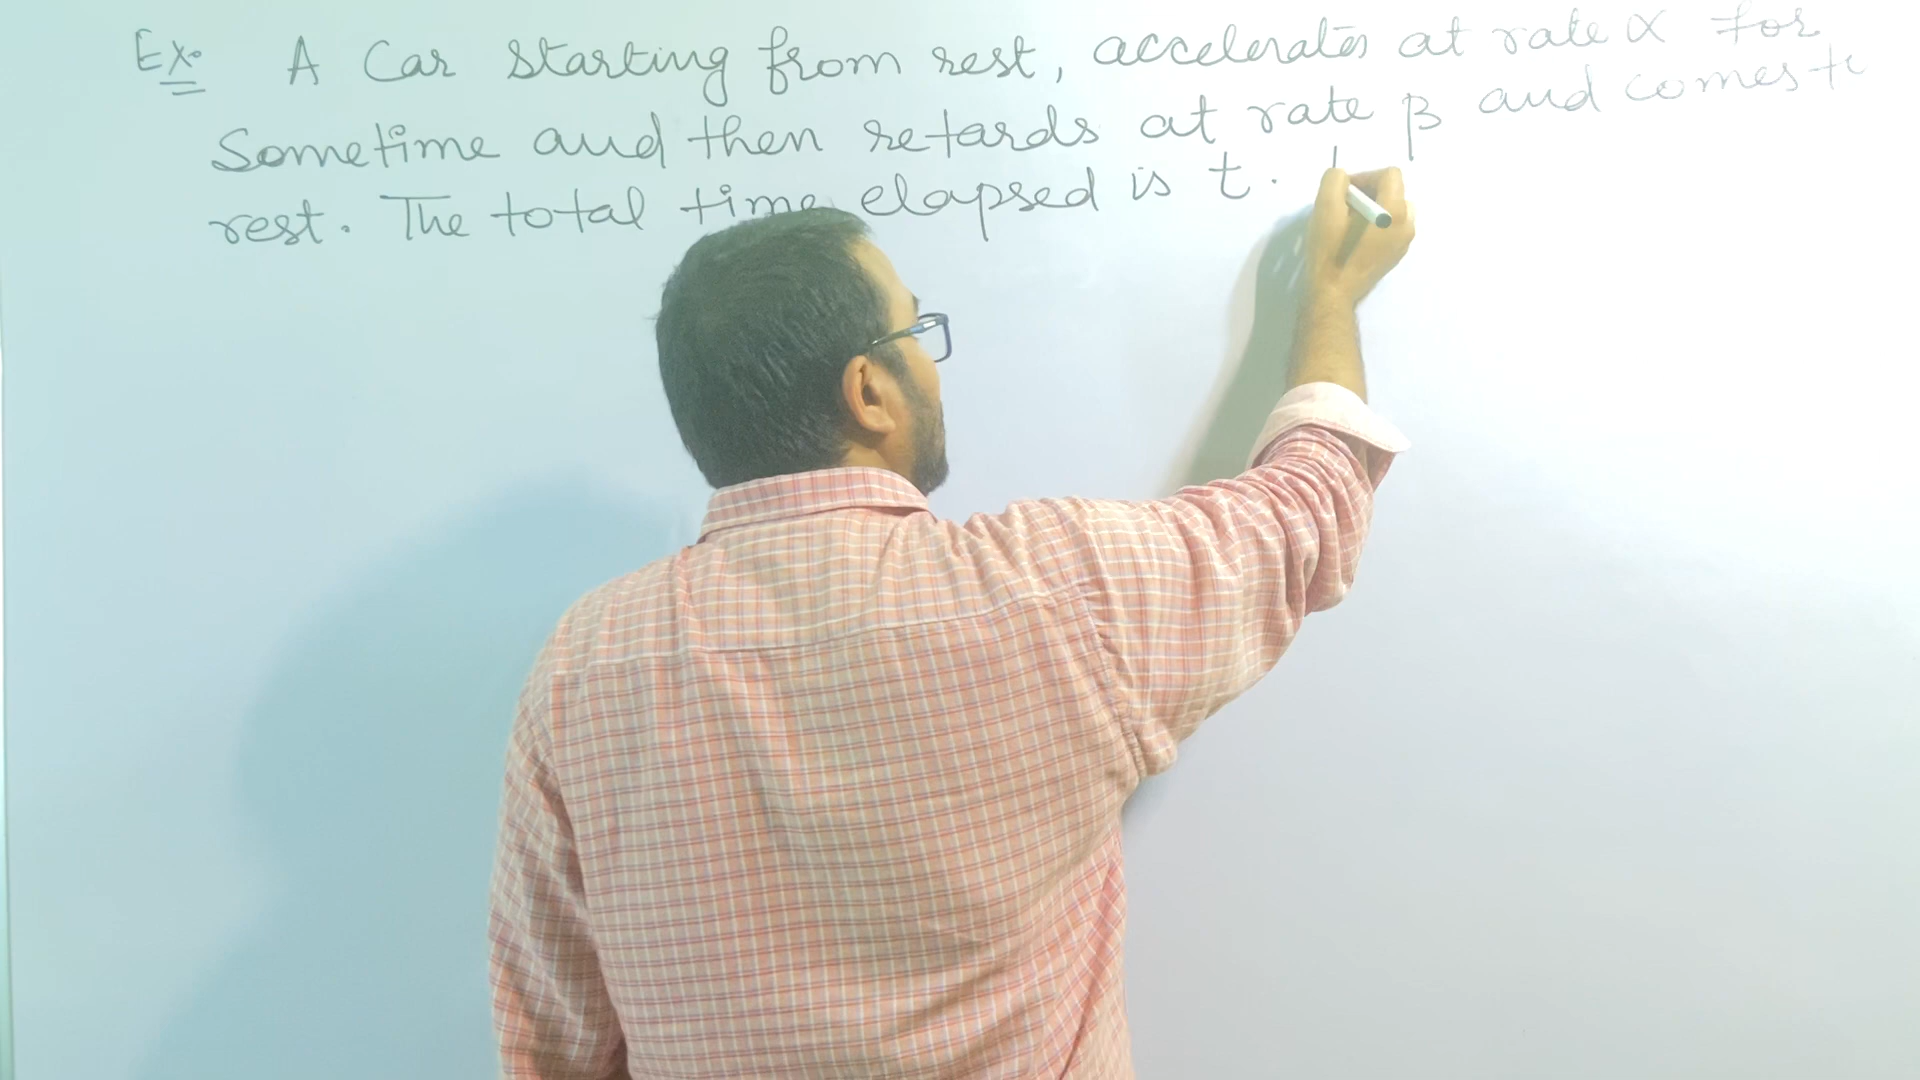 Ex. A Car starting from rest, accelerates at rate α for
Sometime and then retards at rate β and comes to
rest. The total time elapsed is t.